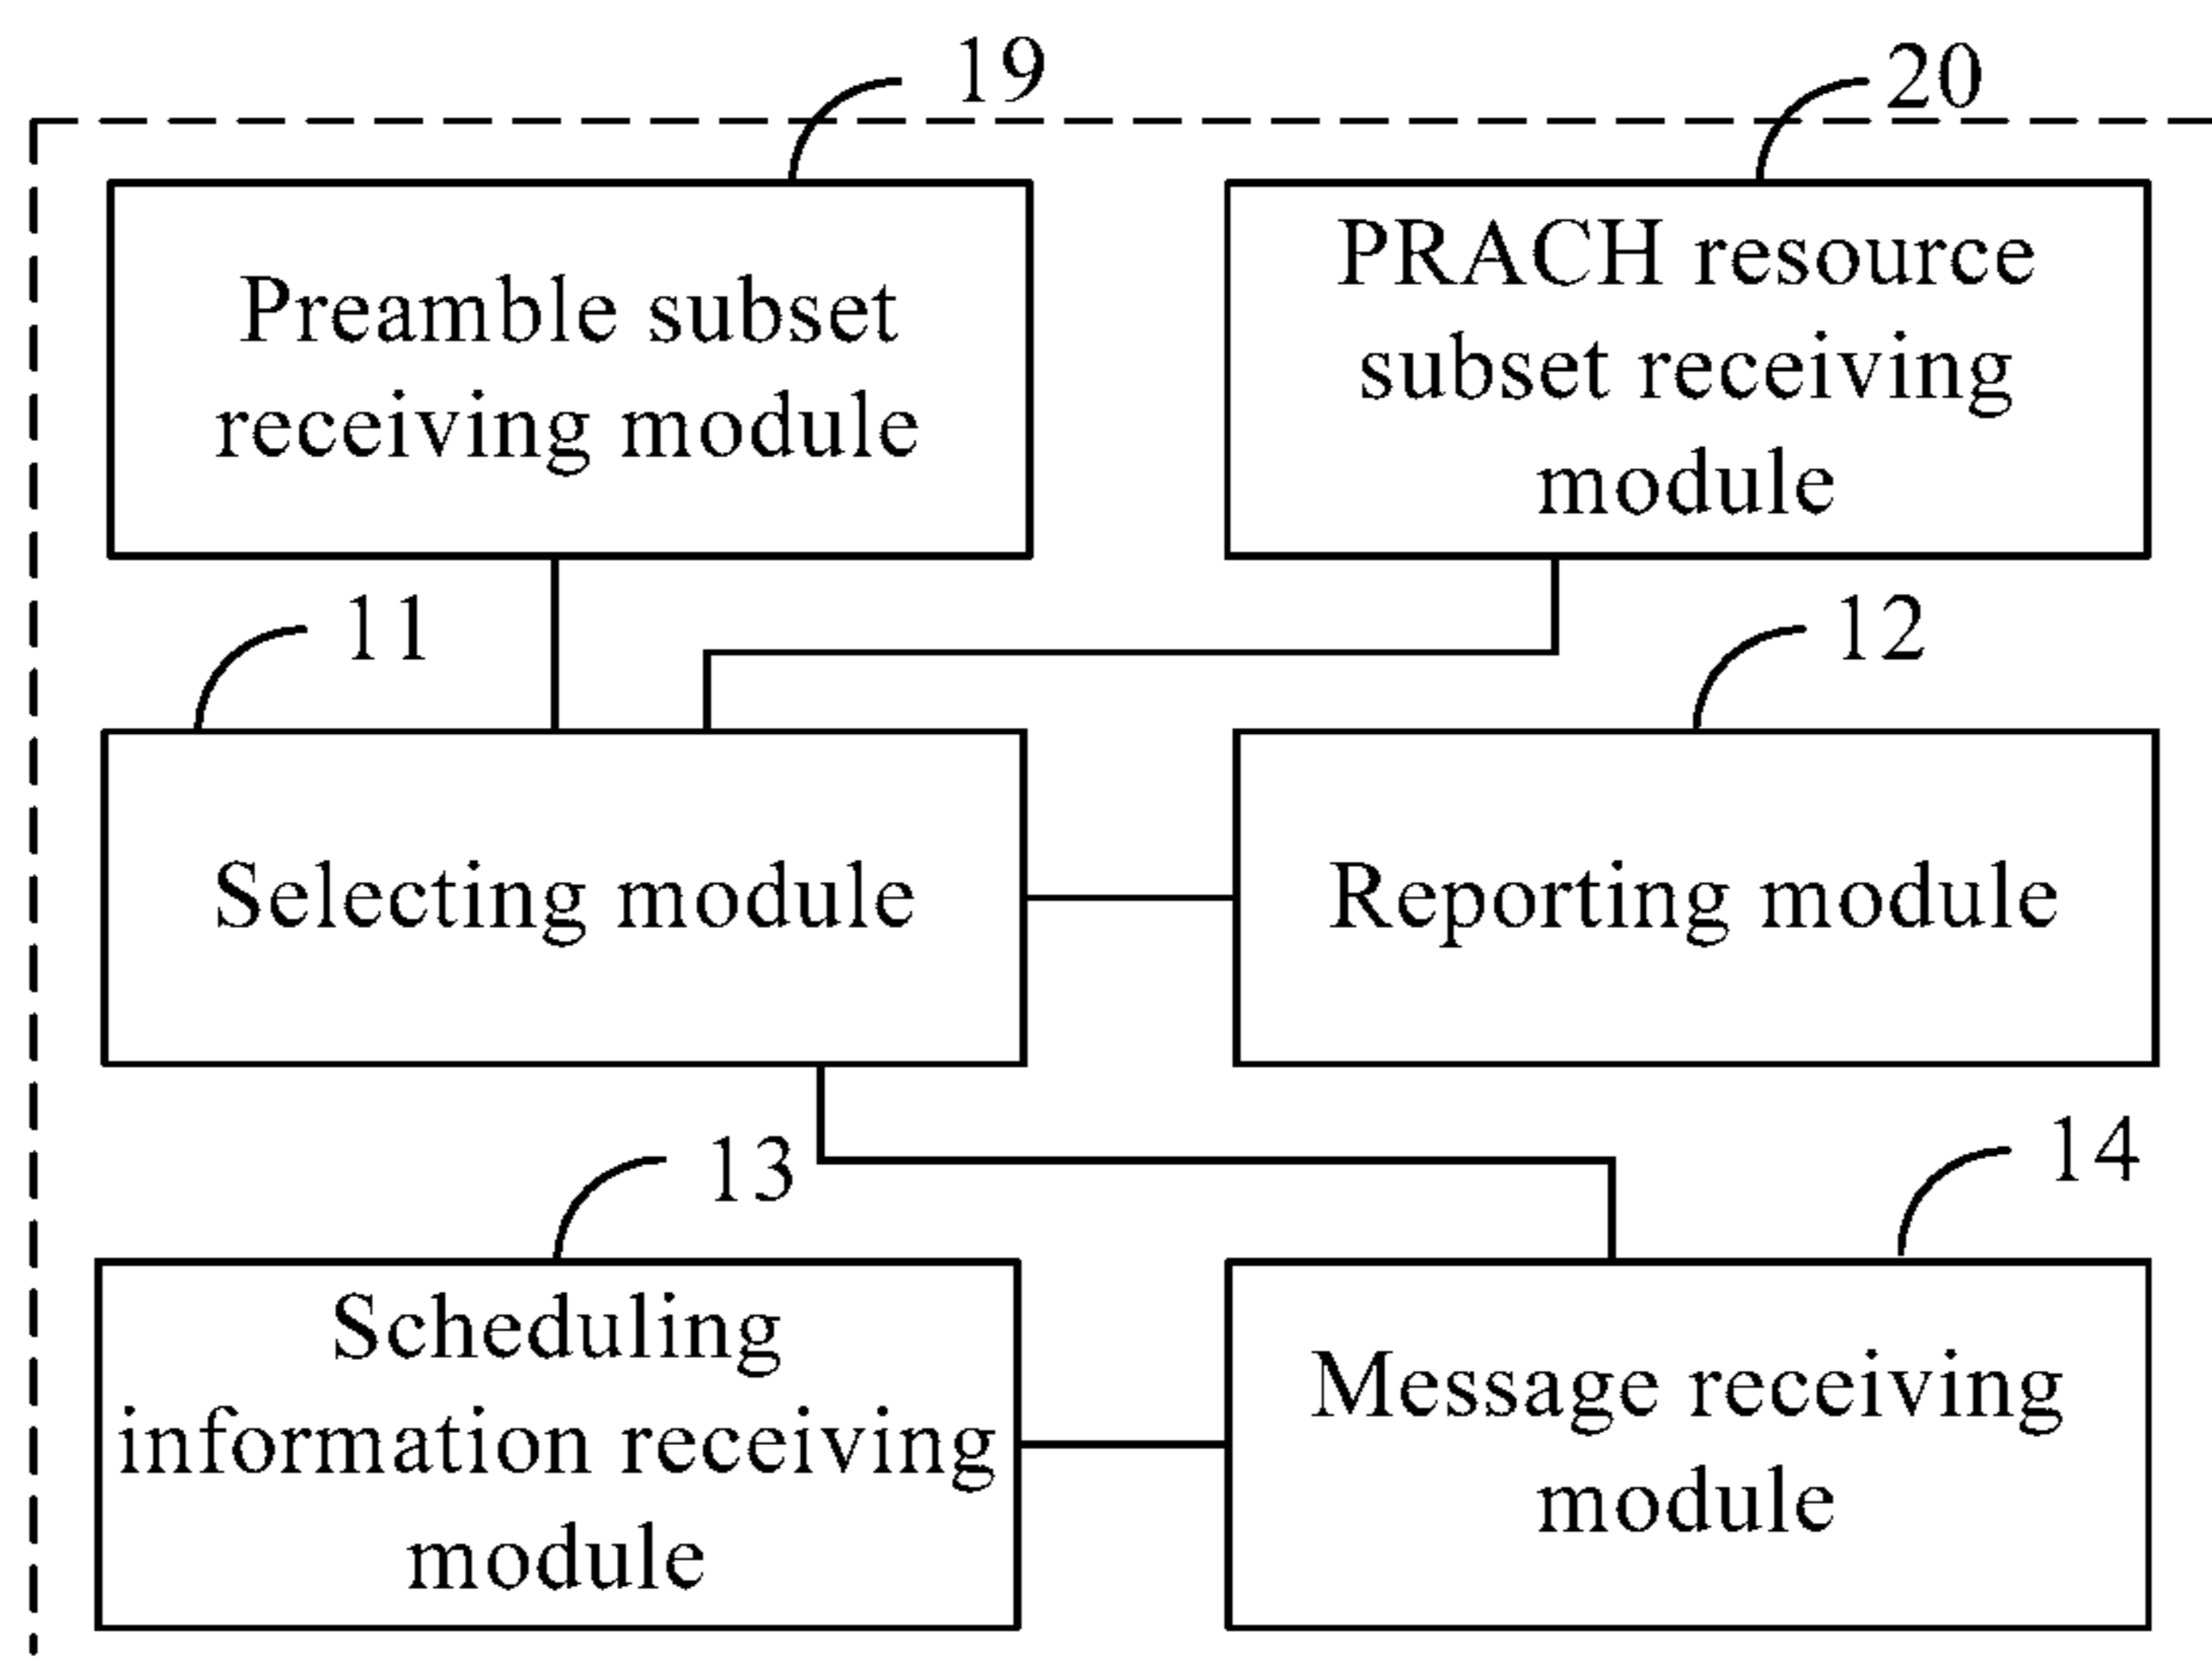 19
20
Preamble subset
receiving module
PRACH resource
subset receiving
module
11
12
Selecting module
Reporting module
13
14
Scheduling
information receiving
module
Message receiving
module